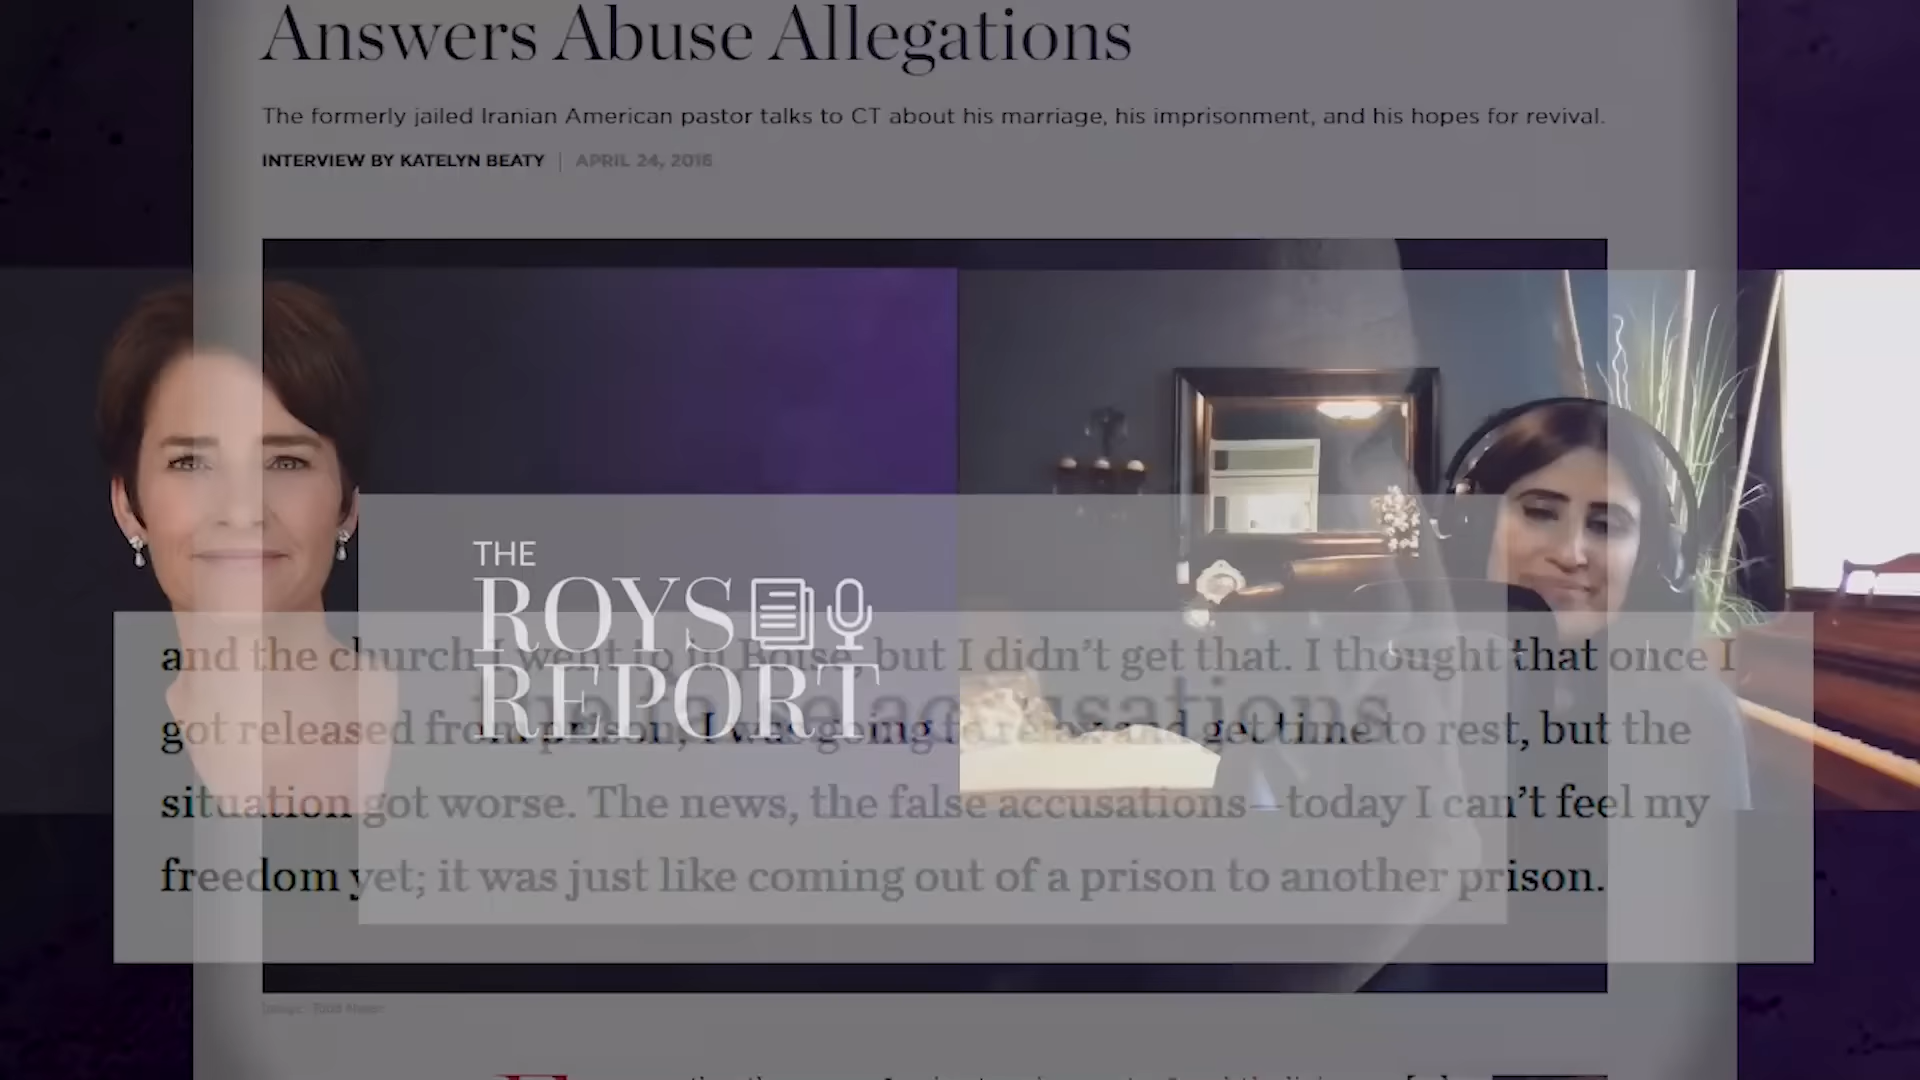 Answers Abuse Allegations
The formerly jailed Iranian American pastor talks to CT about his marriage, his imprisonment, and his hopes for revival.
INTERVIEW BY KATELYN BEATY | APRIL 24, 2016
THE
ROYS
REPORT
and the church I went to in Boise, but I didn't get that. I thought that once I
got released from prison, I was going to relax and get time to rest, but the
situation got worse. The news, the false accusations—today I can't feel my
freedom yet; it was just like coming out of a prison to another prison.
accusations